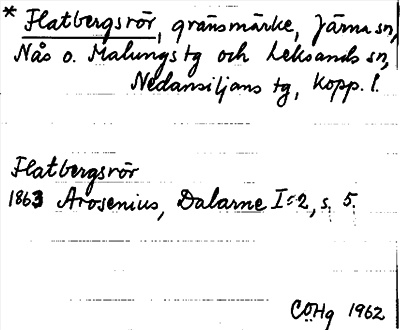 * Flatbergsrör, gränsmärke, Järna sn,
Nås o. Malungs tg och Leksands sn,
Nedansiljans tg, Kopp. l.
Flatbergsrör
1863 Arosenius, Dalarne I:2, s. 5.
CÖHg 1962